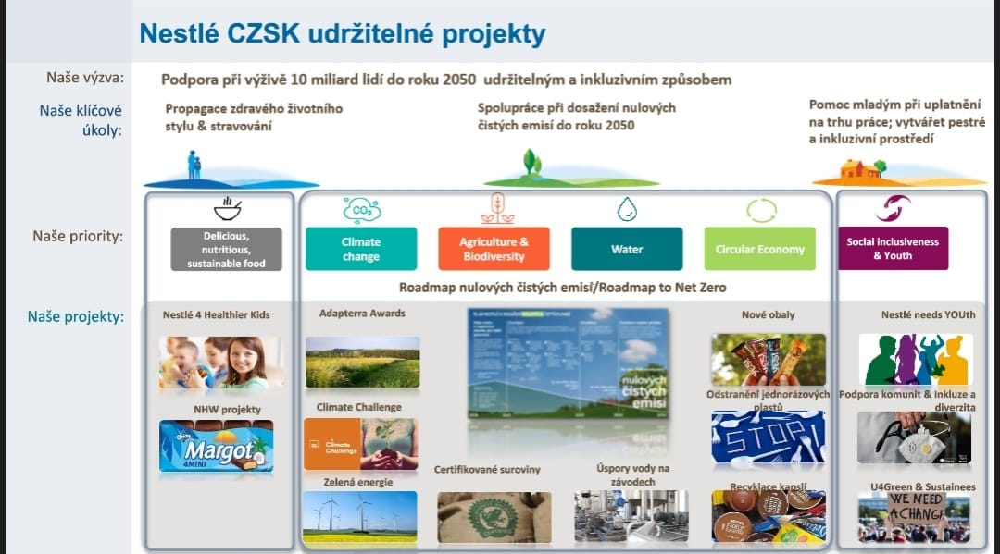 Nestlé CZSK udržitelné projekty
Naše výzva:
Podpora při výživě 10 miliard lidí do roku 2050 udržitelným a inkluzivním způsobem
Naše klíčové
úkoly:
Propagace zdravého životního
stylu & stravování
Spolupráce při dosažení nulových
čistých emisí do roku 2050
Pomoc mladým při uplatnění
na trhu práce; vytvářet pestré
a inkluzivní prostředí
CO2
Naše priority:
Delicious,
nutritious,
sustainable food
Climate
change
Agriculture &
Biodiversity
Water
Circular Economy
Social inclusiveness
& Youth
Roadmap nulových čistých emisí/Roadmap to Net Zero
Naše projekty:
Nestlé 4 Healthier Kids
Adapterra Awards
nulových
čistých
emisí
Nové obaly
Nestlé needs YOUth
NHW projekty
Orion
Margot
4MINI
Climate Challenge
Climate
Challenge
Odstranění jednorázových
plastů
STOP
Podpora komunit & Inkluze a
diverzita
Zelená energie
Certifikované suroviny
Úspory vody na
závodech
Recyklace kapslí
U4Green & Sustainees
WE NEED
A CHANGE